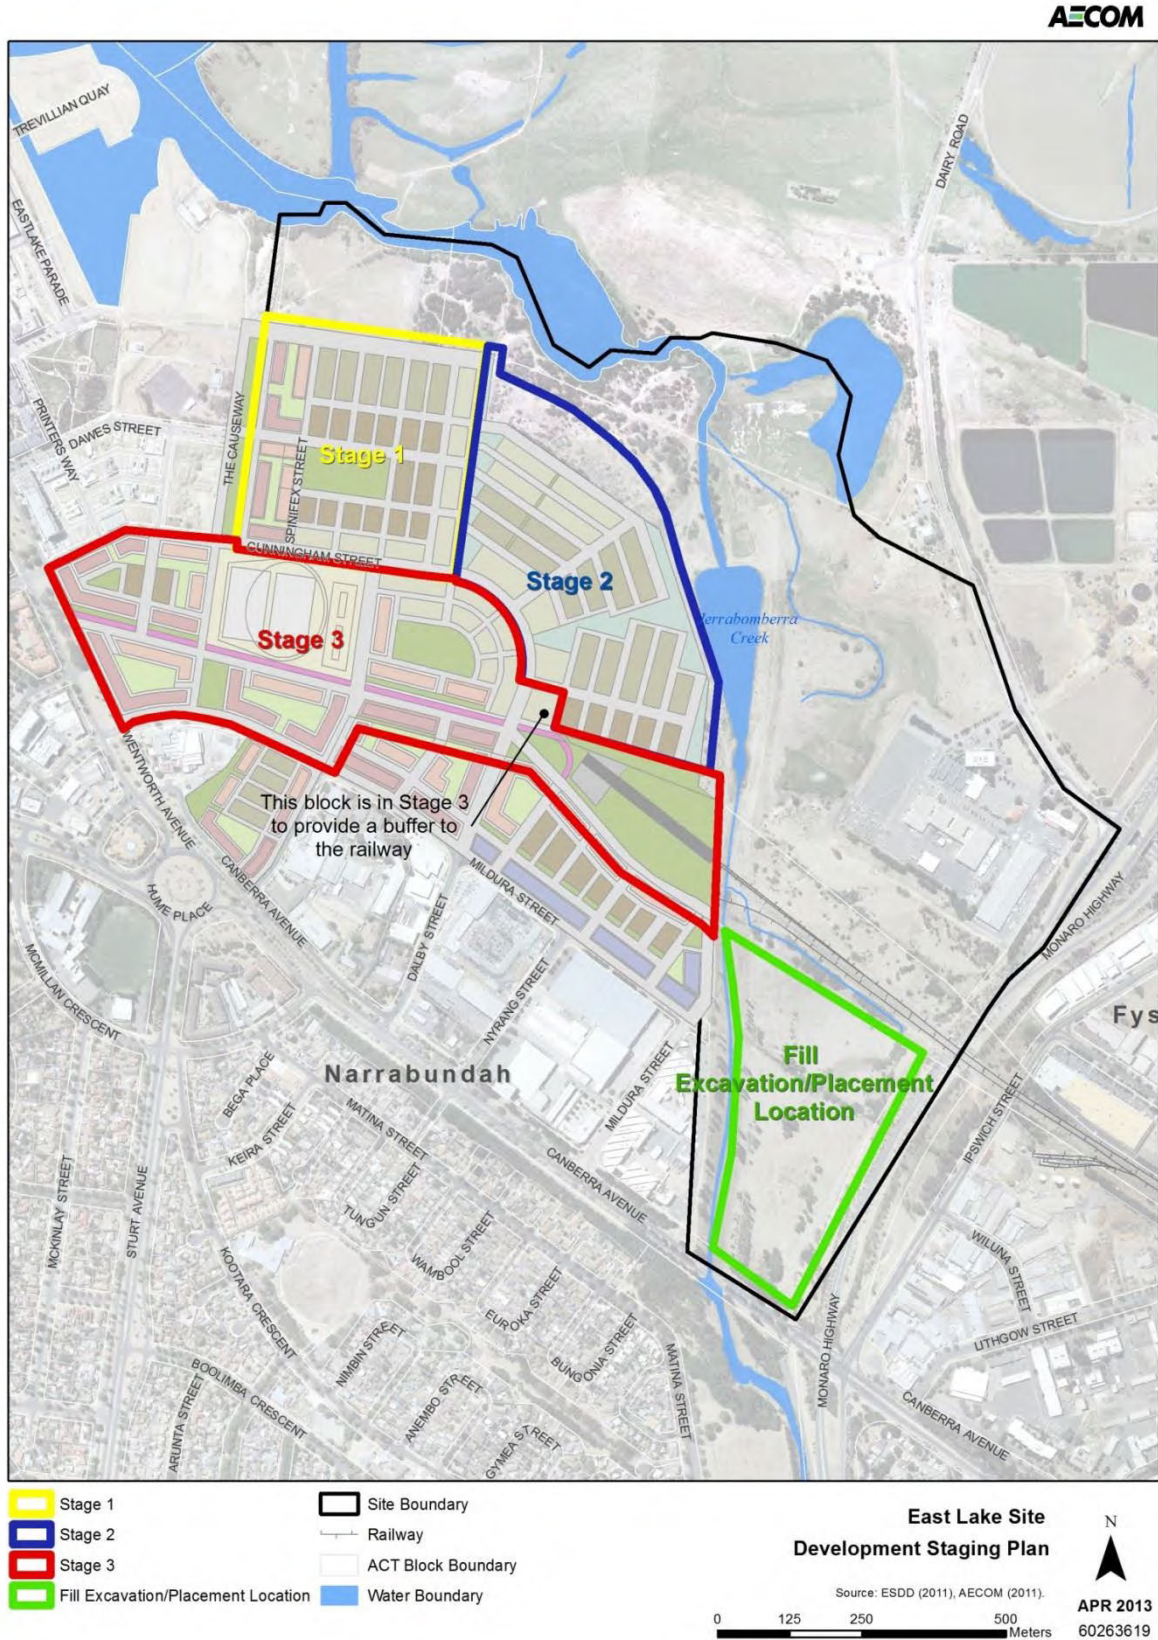 AECOM
TREVILLIAN QUAY
DAIRY ROAD
EASTLAKE PARADE
PRINTERS WAY
DAWES STREET
THE CAUSEWAY
SPINIFEX STREET
Stage 1
CUNNINGHAM STREET
Stage 2
Jerrabomberra
Creek
Stage 3
This block is in Stage 3
to provide a buffer to
the railway
WENTWORTH AVENUE
CANBERRA AVENUE
HUME PLACE
MILDURA STREET
DALBY STREET
NYRANG STREET
MCMILLAN CRESCENT
MONARO HIGHWAY
Fys
Narrabundah
Fill
Excavation/Placement
Location
BEGA PLACE
KEIRA STREET
MATINA STREET
MILDURA STREET
IPSWICH STREET
CANBERRA AVENUE
TUNGUN STREET
MCKINLAY STREET
STURT AVENUE
WAMBOOL STREET
KOOTARA CRESCENT
EUROKA STREET
WILUNA STREET
NIMBIN STREET
BUNGONIA STREET
MATINA STREET
MONARO HIGHWAY
LITHGOW STREET
BOOLIMBA CRESCENT
ARUNTA STREET
ANEMBO STREET
GYMEA STREET
CANBERRA AVENUE
Stage 1
Stage 2
Stage 3
Fill Excavation/Placement Location
Site Boundary
Railway
ACT Block Boundary
Water Boundary
East Lake Site
Development Staging Plan
Source: ESDD (2011), AECOM (2011).
0 125 250 500
Meters
N
APR 2013
60263619